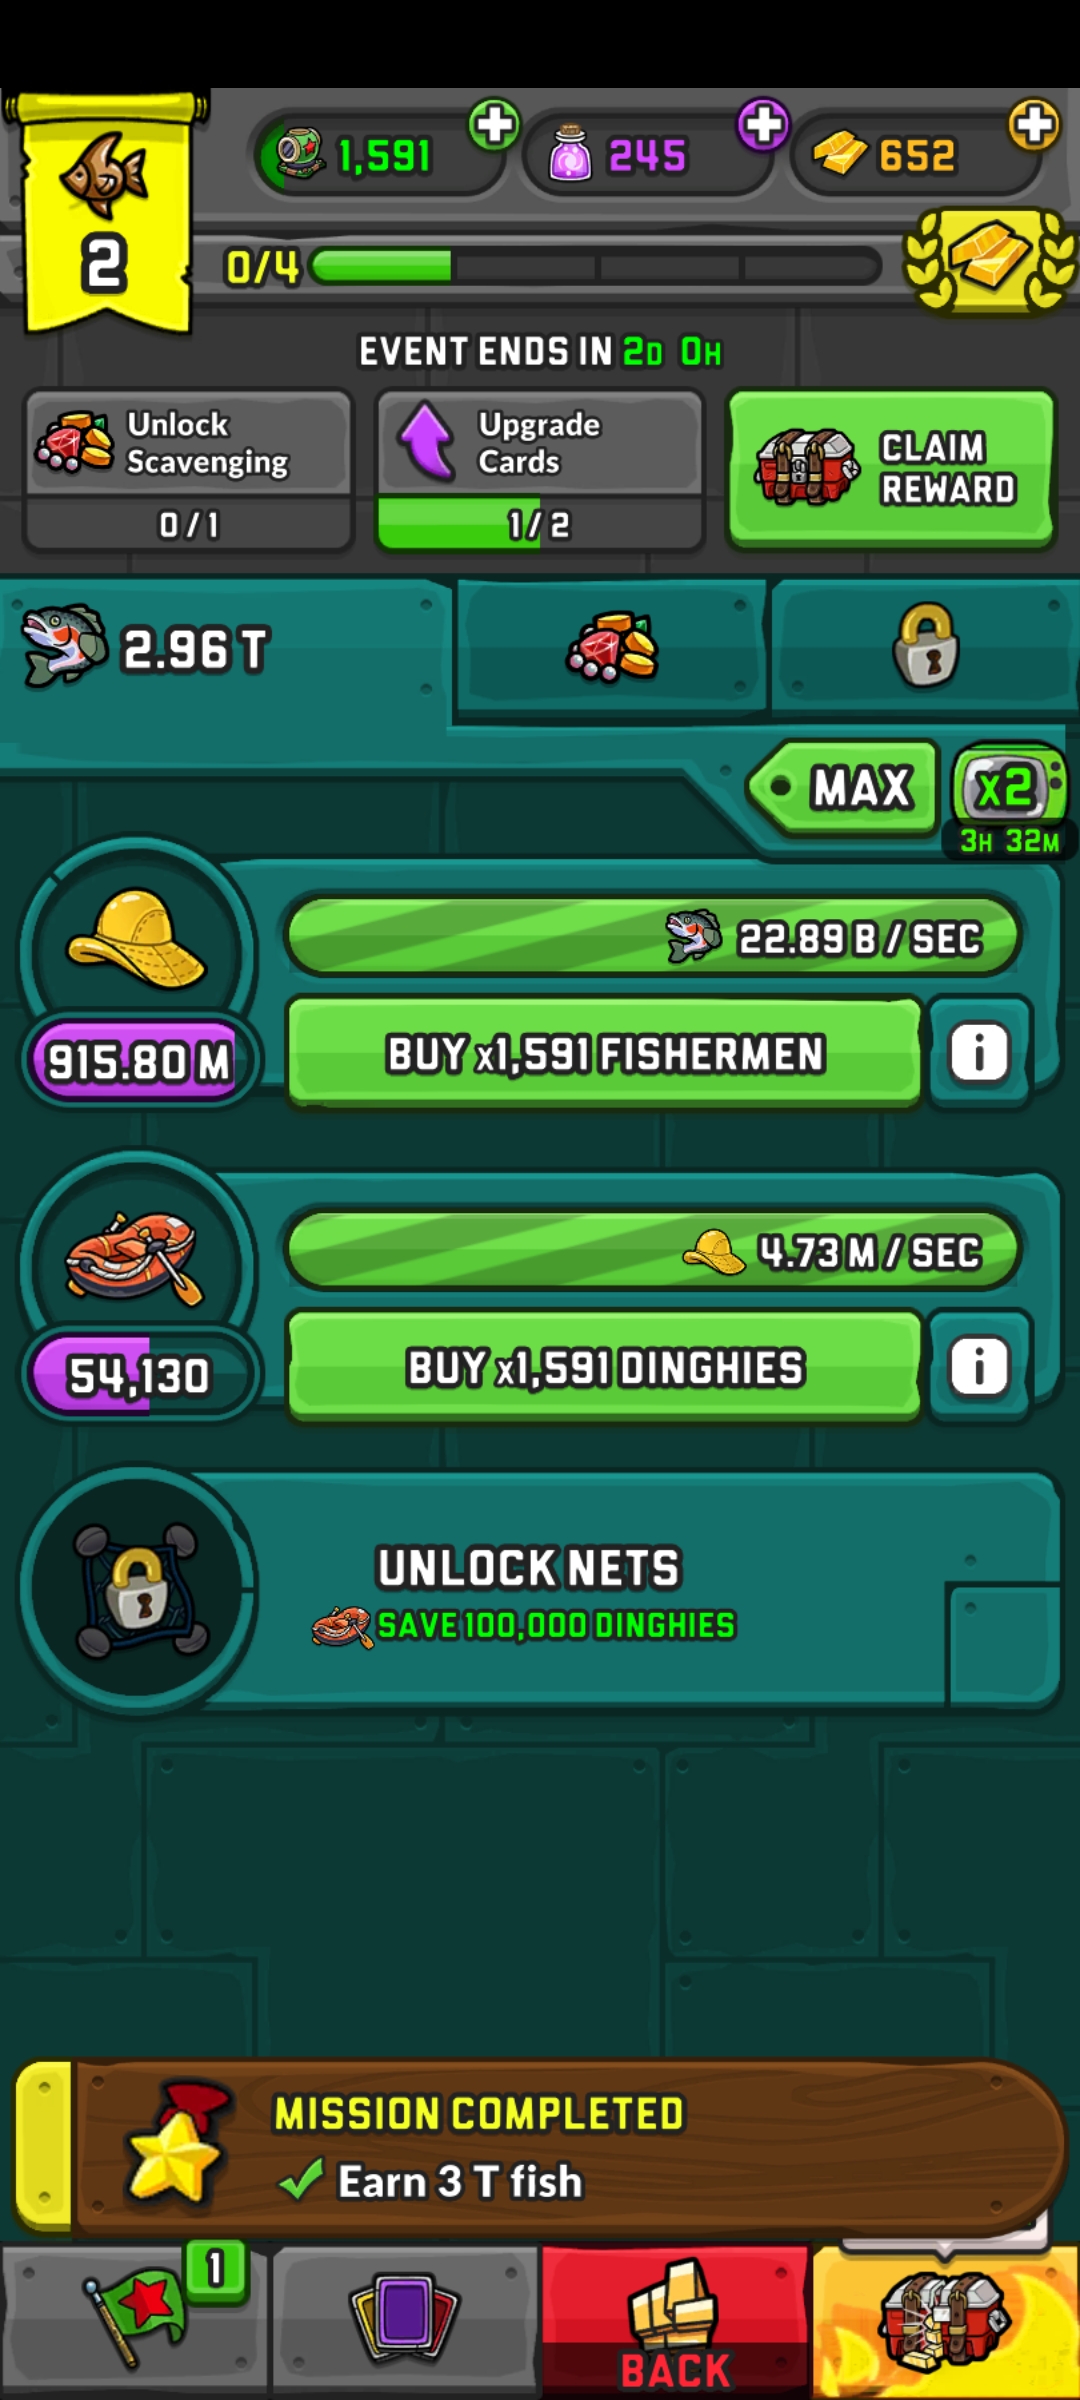 1,591
245
652
2
0/4
EVENT ENDS IN 2D 0H
Unlock
Scavenging
0 / 1
Upgrade
Cards
1 / 2
CLAIM
REWARD
2.96 T
MAX
x2
3H 32M
22.89 B / SEC
915.80 M
BUY x1,591 FISHERMEN
i
4.73 M / SEC
54,130
BUY x1,591 DINGHIES
i
UNLOCK NETS
SAVE 100,000 DINGHIES
MISSION COMPLETED
Earn 3 T fish
1
BACK